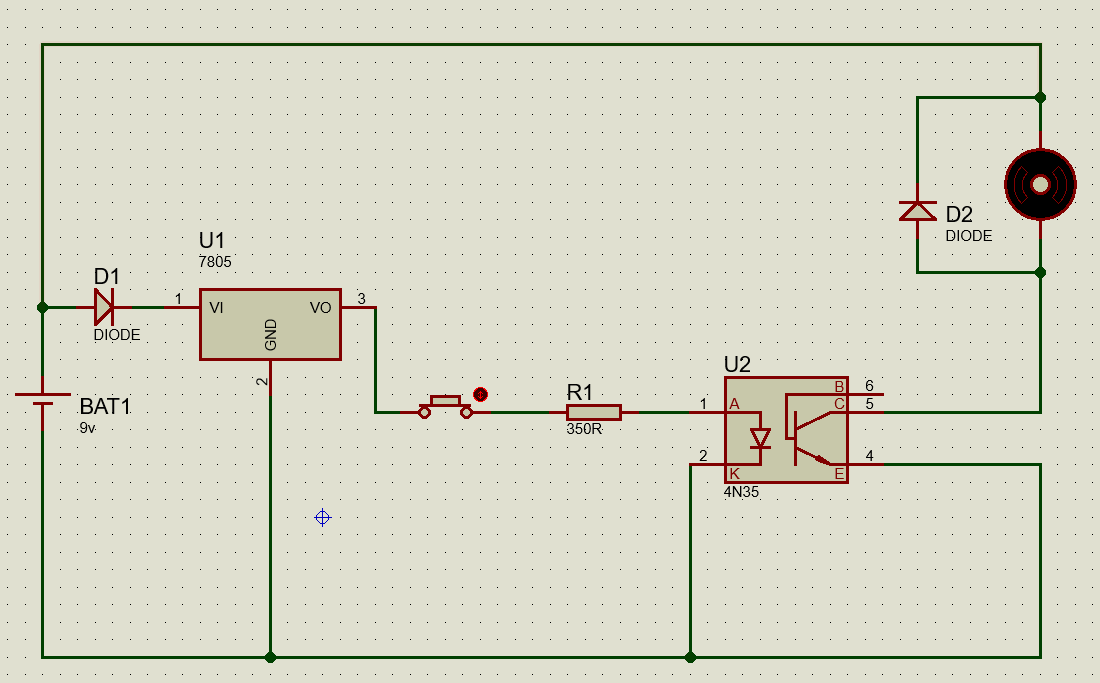 U1
7805
D1
DIODE
1
VI
VO
3
GND
2
BAT1
9v
R1
350R
D2
DIODE
U2
1
A
B
6
C
5
2
K
E
4
4N35